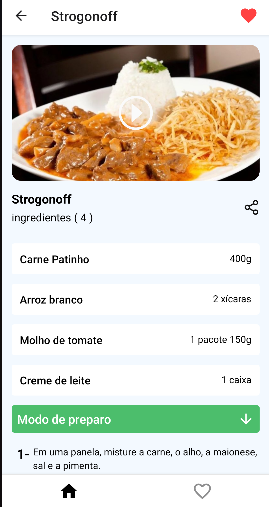 Strogonoff
Strogonoff
ingredientes ( 4 )
Carne Patinho 400g
Arroz branco 2 xícaras
Molho de tomate 1 pacote 150g
Creme de leite 1 caixa
Modo de preparo
1- Em uma panela, misture a carne, o alho, a maionese,
sal e a pimenta.